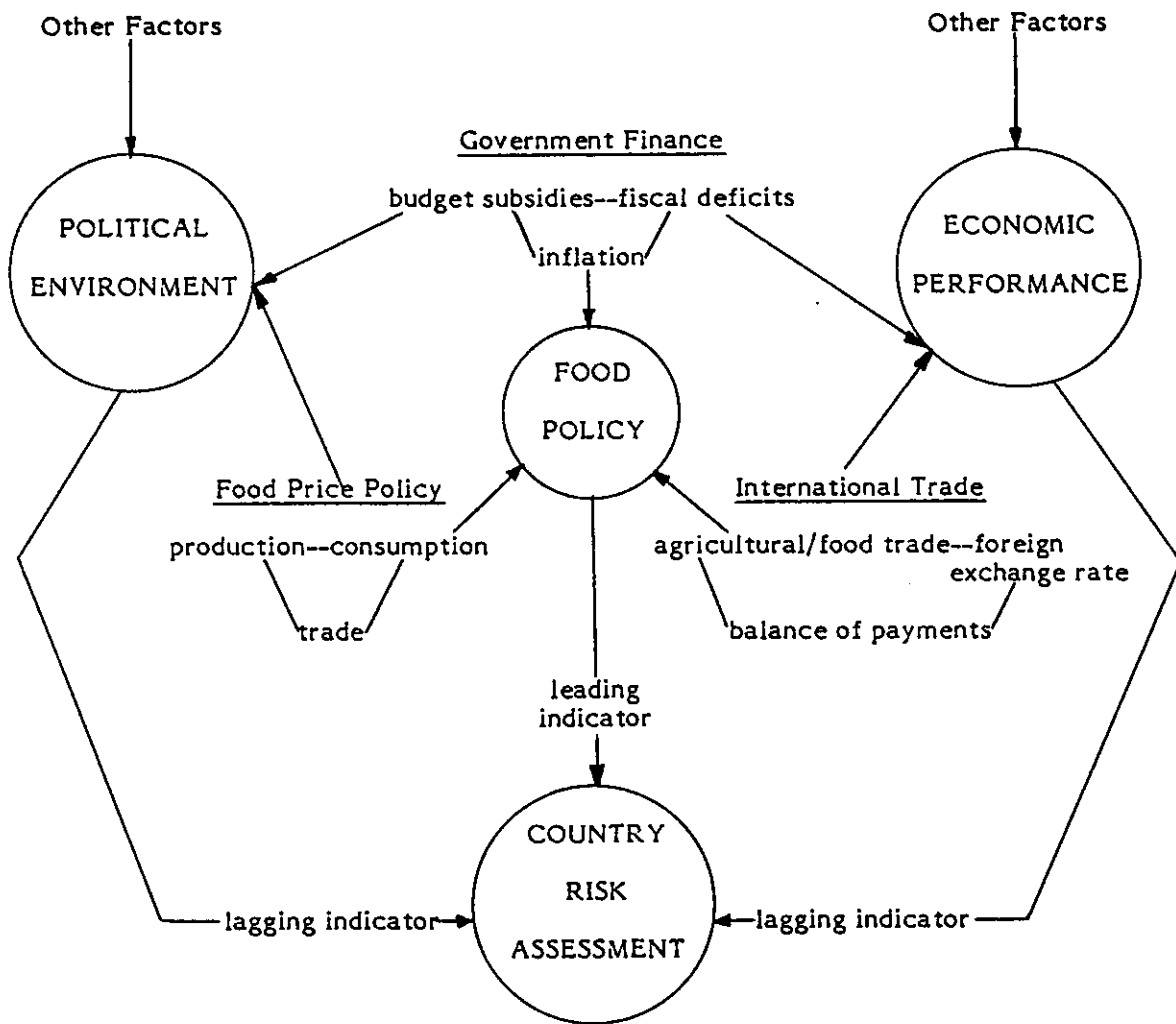 Other Factors
Other Factors
Government Finance
budget subsidies--fiscal deficits
inflation
POLITICAL
ENVIRONMENT
ECONOMIC
PERFORMANCE
FOOD
POLICY
Food Price Policy
production--consumption
trade
International Trade
agricultural/food trade--foreign
exchange rate
balance of payments
leading
indicator
COUNTRY
RISK
ASSESSMENT
lagging indicator
lagging indicator